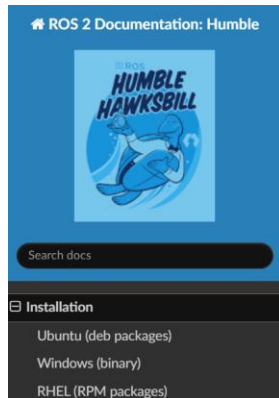 ROS 2 Documentation: Humble
ROS
HUMBLE
HAWKSBILL
Search docs
Installation
Ubuntu (deb packages)
Windows (binary)
RHEL (RPM packages)